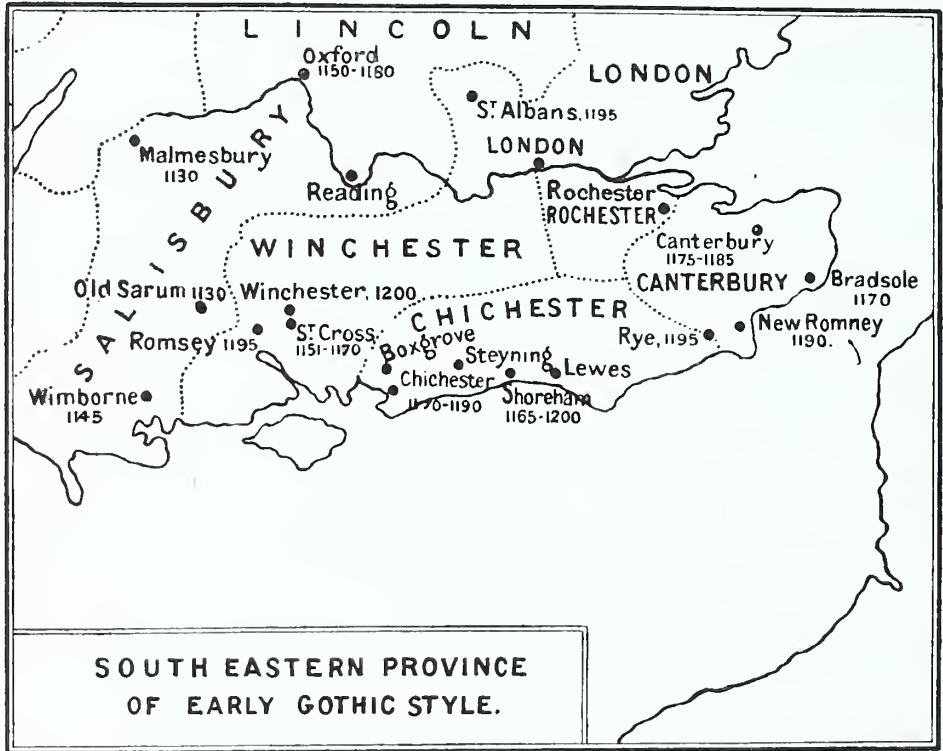 LINCOLN
Oxford
1150-1180
LONDON
ST. Albans, 1195
Malmesbury
1130
LONDON
Reading
Rochester
ROCHESTER
SALISBURY
WINCHESTER
Canterbury
1175-1185
CANTERBURY
Bradsole
1170
Old Sarum 1130
Winchester, 1200
CHICHESTER
Romsey 1195
ST Cross
1151-1170
Rye, 1195
New Romney
1190.
Boxgrove
Steyning
Lewes
Chichester
1170-1190
Shoreham
1165-1200
Wimborne
1145
SOUTH EASTERN PROVINCE
OF EARLY GOTHIC STYLE.